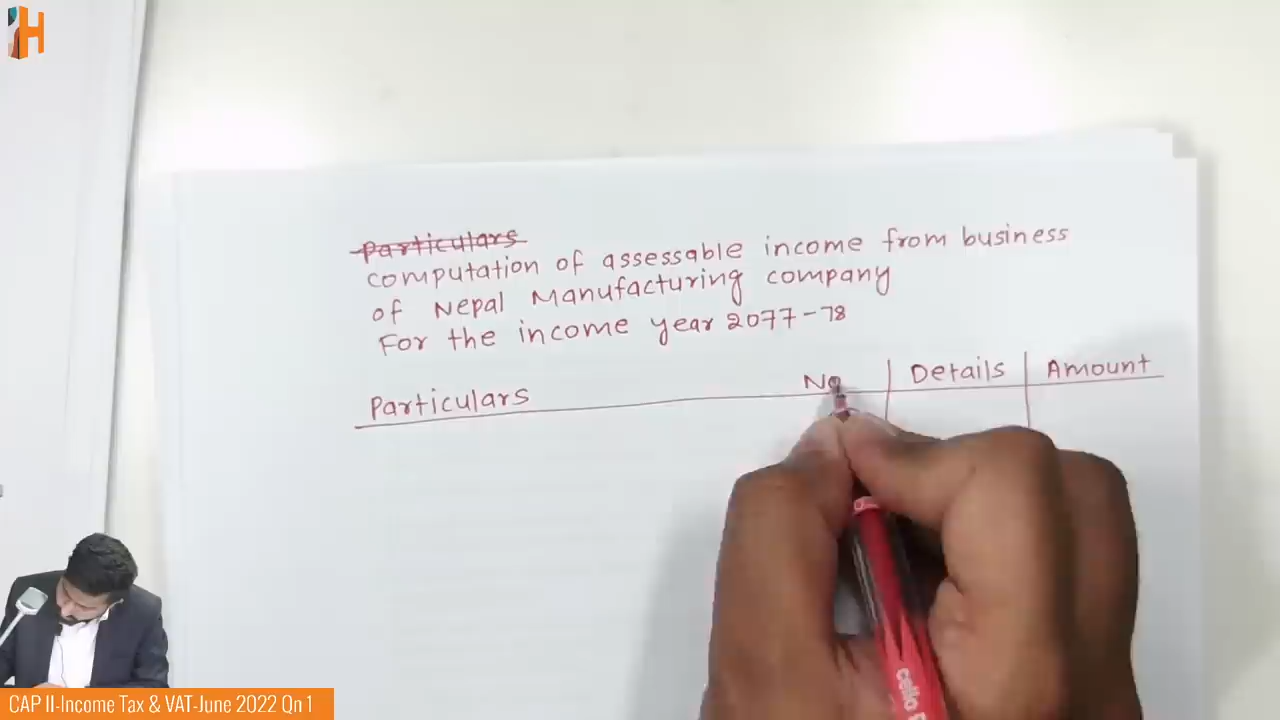 Particulars
computation of assessable income from business
of Nepal Manufacturing company
For the income year 2077-78
Particulars No Details Amount
cello
CAP II-Income Tax & VAT-June 2022 Qn 1
H